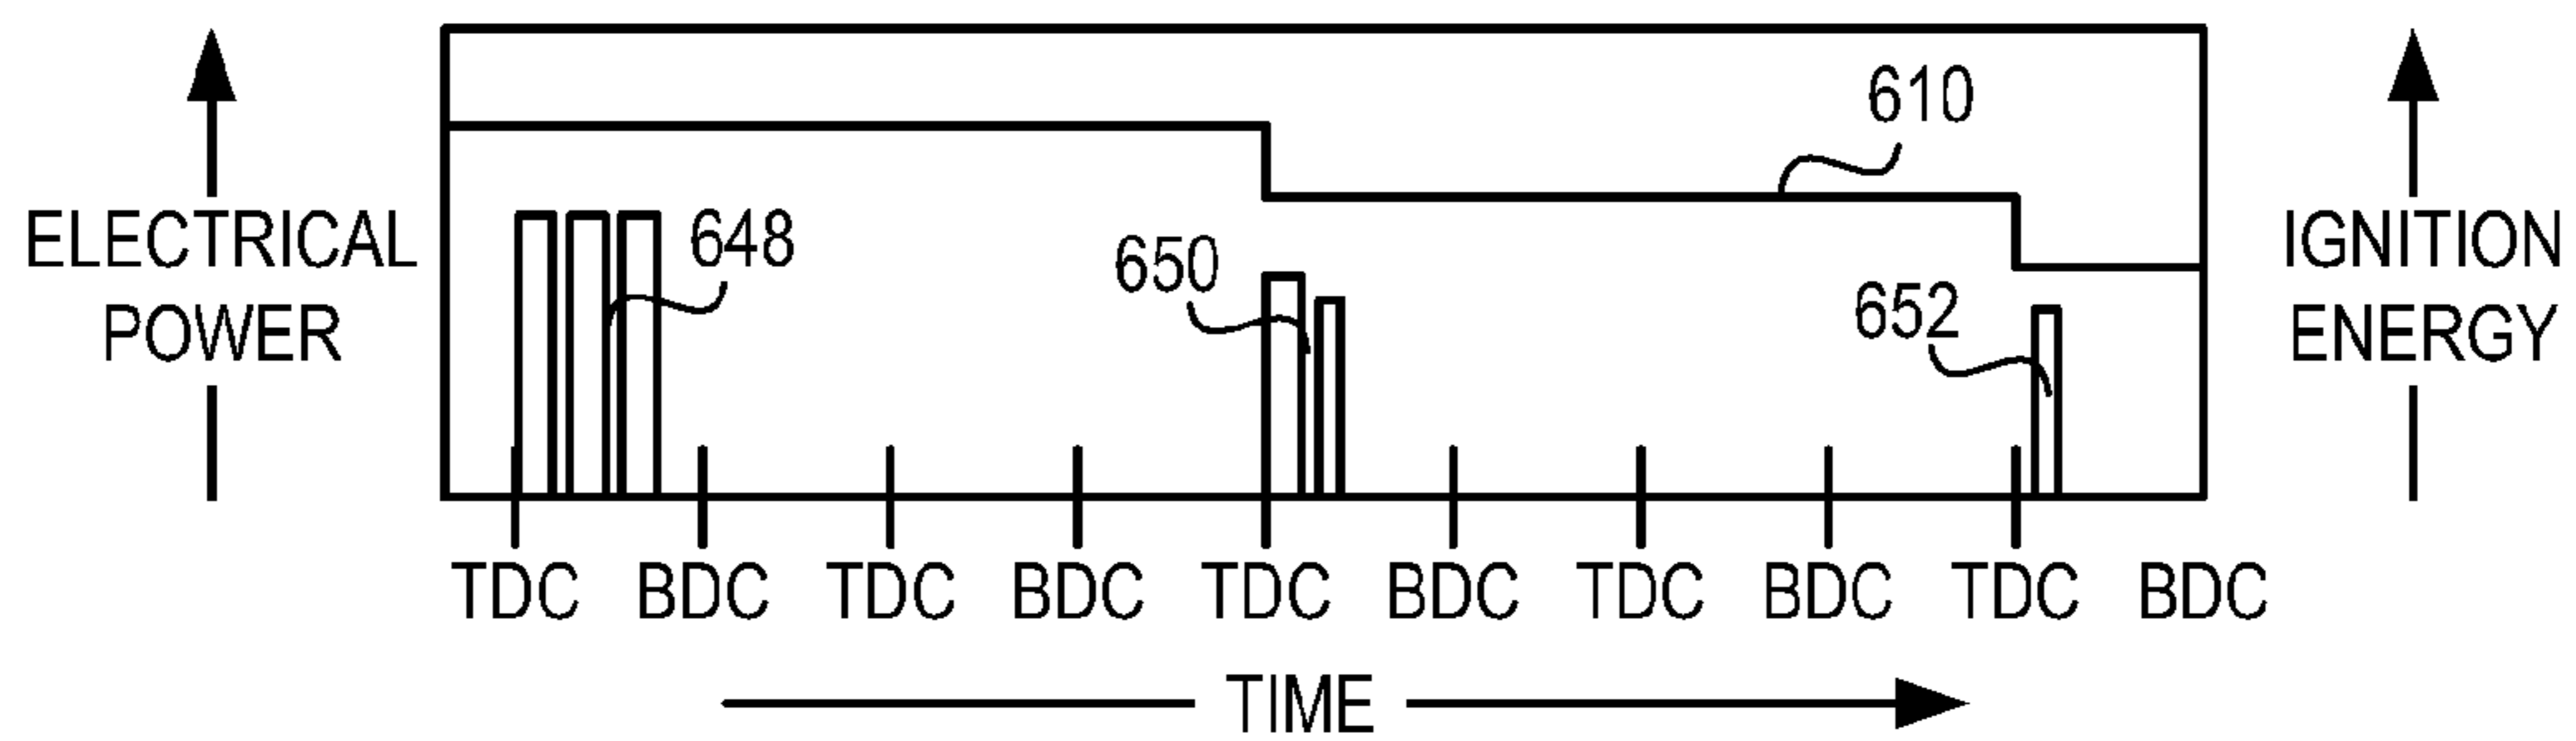 610
ELECTRICAL
POWER
648
650
652
IGNITION
ENERGY
TDC BDC TDC BDC TDC BDC TDC BDC TDC BDC
TIME